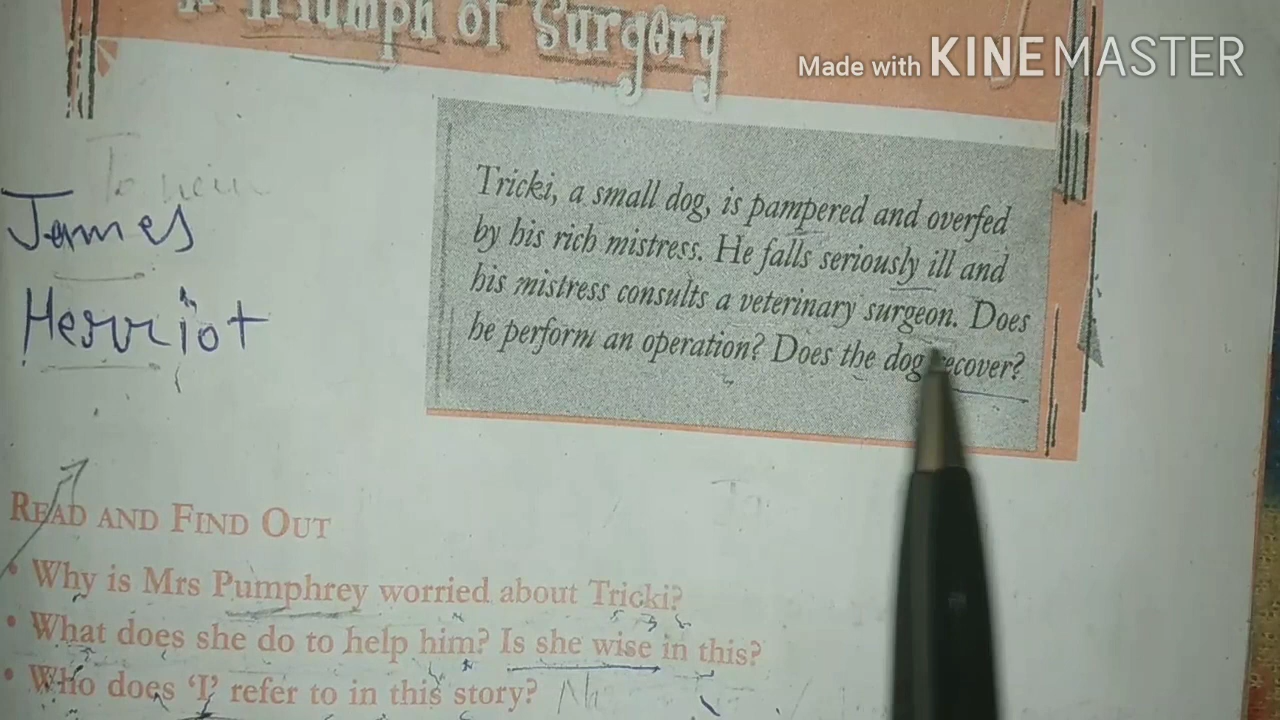 A Triumph of Surgery
Made with KINEMASTER
Tricki, a small dog, is pampered and overfed
by his rich mistress. He falls seriously ill and
his mistress consults a veterinary surgeon. Does
he perform an operation? Does the dog recover?
James
Herriot
READ AND FIND OUT
• Why is Mrs Pumphrey worried about Tricki?
• What does she do to help him? Is she wise in this?
• Who does ‘I’ refer to in this story?